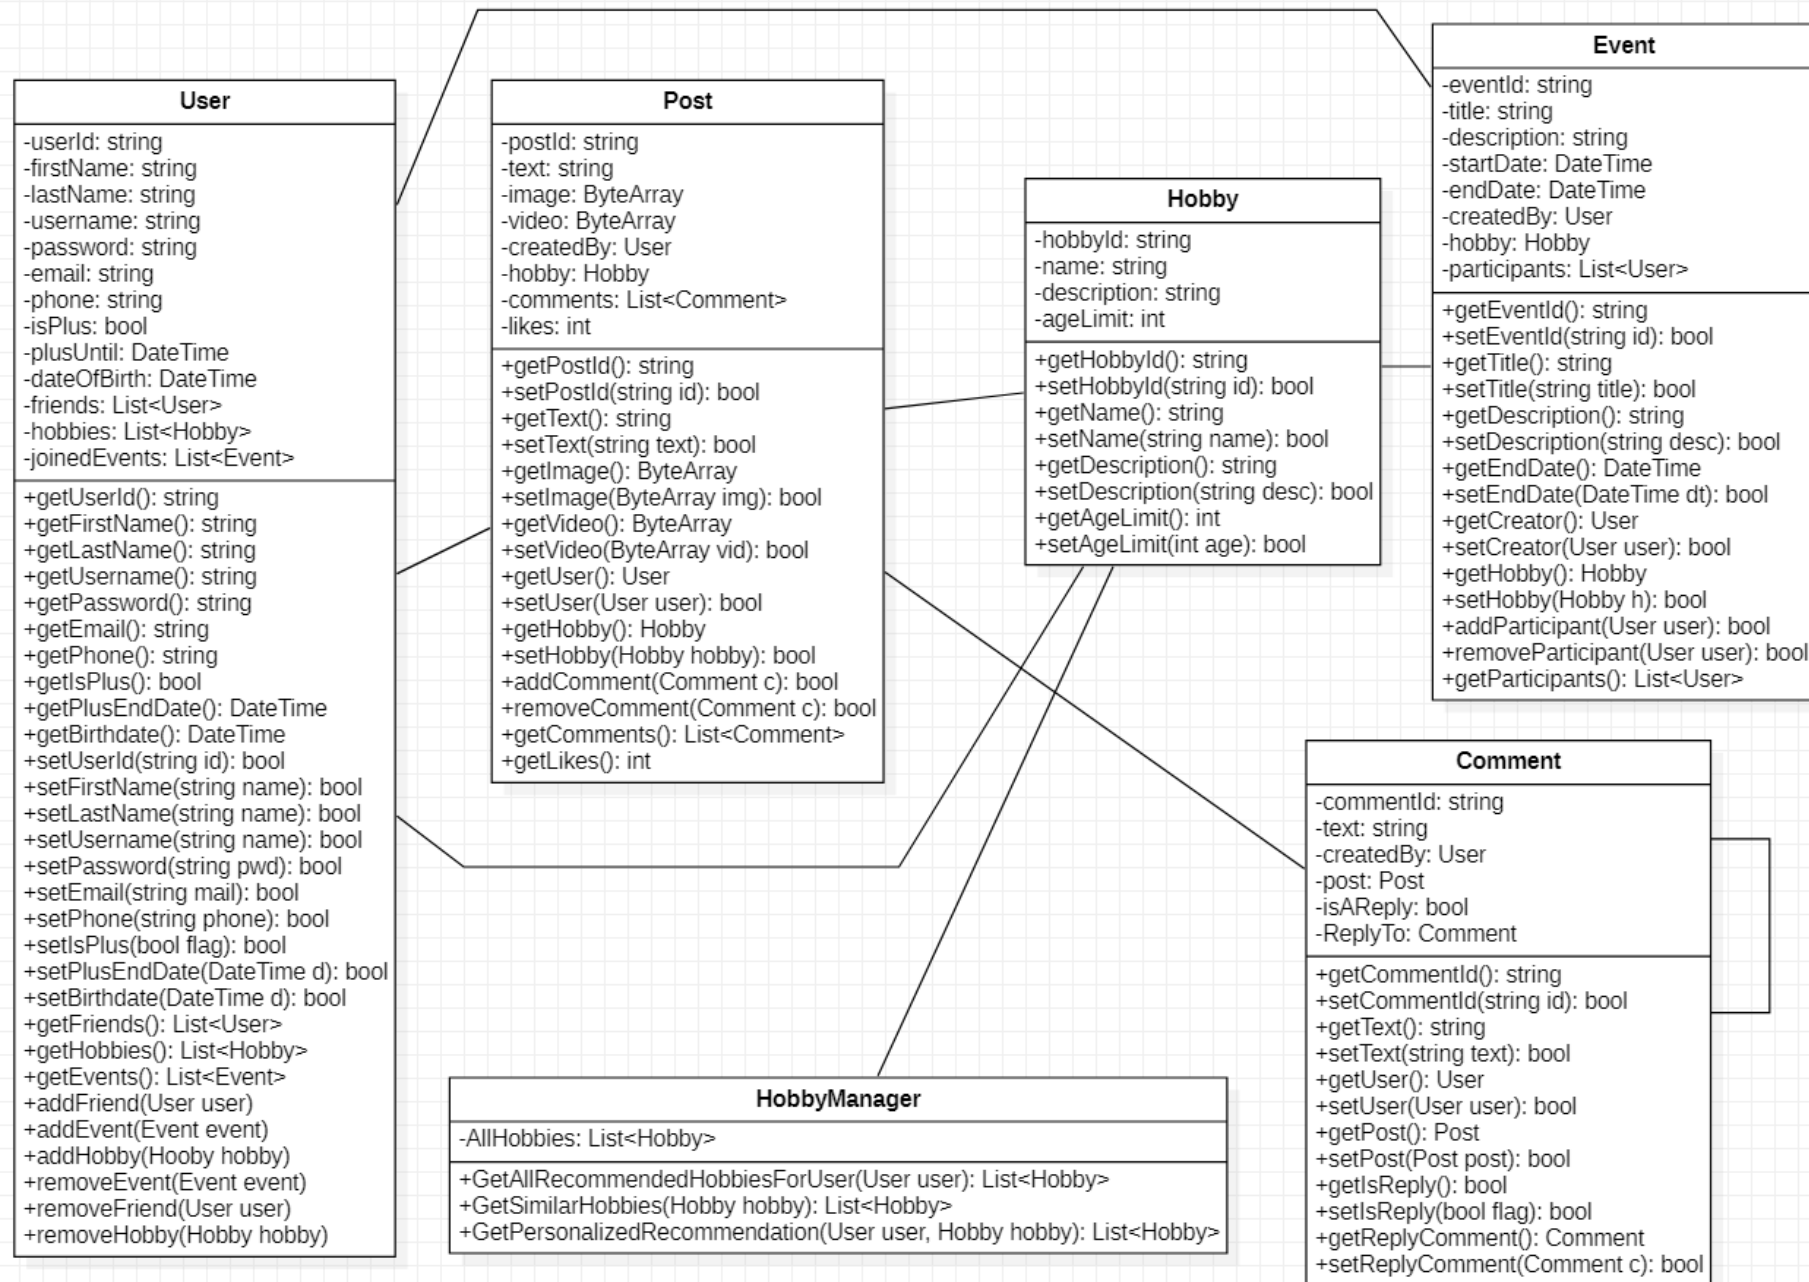 User
-userId: string
-firstName: string
-lastName: string
-username: string
-password: string
-email: string
-phone: string
-isPlus: bool
-plusUntil: DateTime
-dateOfBirth: DateTime
-friends: List<User>
-hobbies: List<Hobby>
-joinedEvents: List<Event>
+getUserId(): string
+getFirstName(): string
+getLastName(): string
+getUsername(): string
+getPassword(): string
+getEmail(): string
+getPhone(): string
+getIsPlus(): bool
+getPlusEndDate(): DateTime
+getBirthdate(): DateTime
+setUserId(string id): bool
+setFirstName(string name): bool
+setLastName(string name): bool
+setUsername(string name): bool
+setPassword(string pwd): bool
+setEmail(string mail): bool
+setPhone(string phone): bool
+setIsPlus(bool flag): bool
+setPlusEndDate(DateTime d): bool
+setBirthdate(DateTime d): bool
+getFriends(): List<User>
+getHobbies(): List<Hobby>
+getEvents(): List<Event>
+addFriend(User user)
+addEvent(Event event)
+addHobby(Hooby hobby)
+removeEvent(Event event)
+removeFriend(User user)
+removeHobby(Hobby hobby)
Post
-postId: string
-text: string
-image: ByteArray
-video: ByteArray
-createdBy: User
-hobby: Hobby
-comments: List<Comment>
-likes: int
+getPostId(): string
+setPostId(string id): bool
+getText(): string
+setText(string text): bool
+getImage(): ByteArray
+setImage(ByteArray img): bool
+getVideo(): ByteArray
+setVideo(ByteArray vid): bool
+getUser(): User
+setUser(User user): bool
+getHobby(): Hobby
+setHobby(Hobby hobby): bool
+addComment(Comment c): bool
+removeComment(Comment c): bool
+getComments(): List<Comment>
+getLikes(): int
Hobby
-hobbyId: string
-name: string
-description: string
-ageLimit: int
+getHobbyId(): string
+setHobbyId(string id): bool
+getName(): string
+setName(string name): bool
+getDescription(): string
+setDescription(string desc): bool
+getAgeLimit(): int
+setAgeLimit(int age): bool
Event
-eventId: string
-title: string
-description: string
-startDate: DateTime
-endDate: DateTime
-createdBy: User
-hobby: Hobby
-participants: List<User>
+getEventId(): string
+setEventId(string id): bool
+getTitle(): string
+setTitle(string title): bool
+getDescription(): string
+setDescription(string desc): bool
+getEndDate(): DateTime
+setEndDate(DateTime dt): bool
+getCreator(): User
+setCreator(User user): bool
+getHobby(): Hobby
+setHobby(Hobby h): bool
+addParticipant(User user): bool
+removeParticipant(User user): bool
+getParticipants(): List<User>
HobbyManager
-AllHobbies: List<Hobby>
+GetAllRecommendedHobbiesForUser(User user): List<Hobby>
+GetSimilarHobbies(Hobby hobby): List<Hobby>
+GetPersonalizedRecommendation(User user, Hobby hobby): List<Hobby>
Comment
-commentId: string
-text: string
-createdBy: User
-post: Post
-isAReply: bool
-ReplyTo: Comment
+getCommentId(): string
+setCommentId(string id): bool
+getText(): string
+setText(string text): bool
+getUser(): User
+setUser(User user): bool
+getPost(): Post
+setPost(Post post): bool
+getIsReply(): bool
+setIsReply(bool flag): bool
+getReplyComment(): Comment
+setReplyComment(Comment c): bool